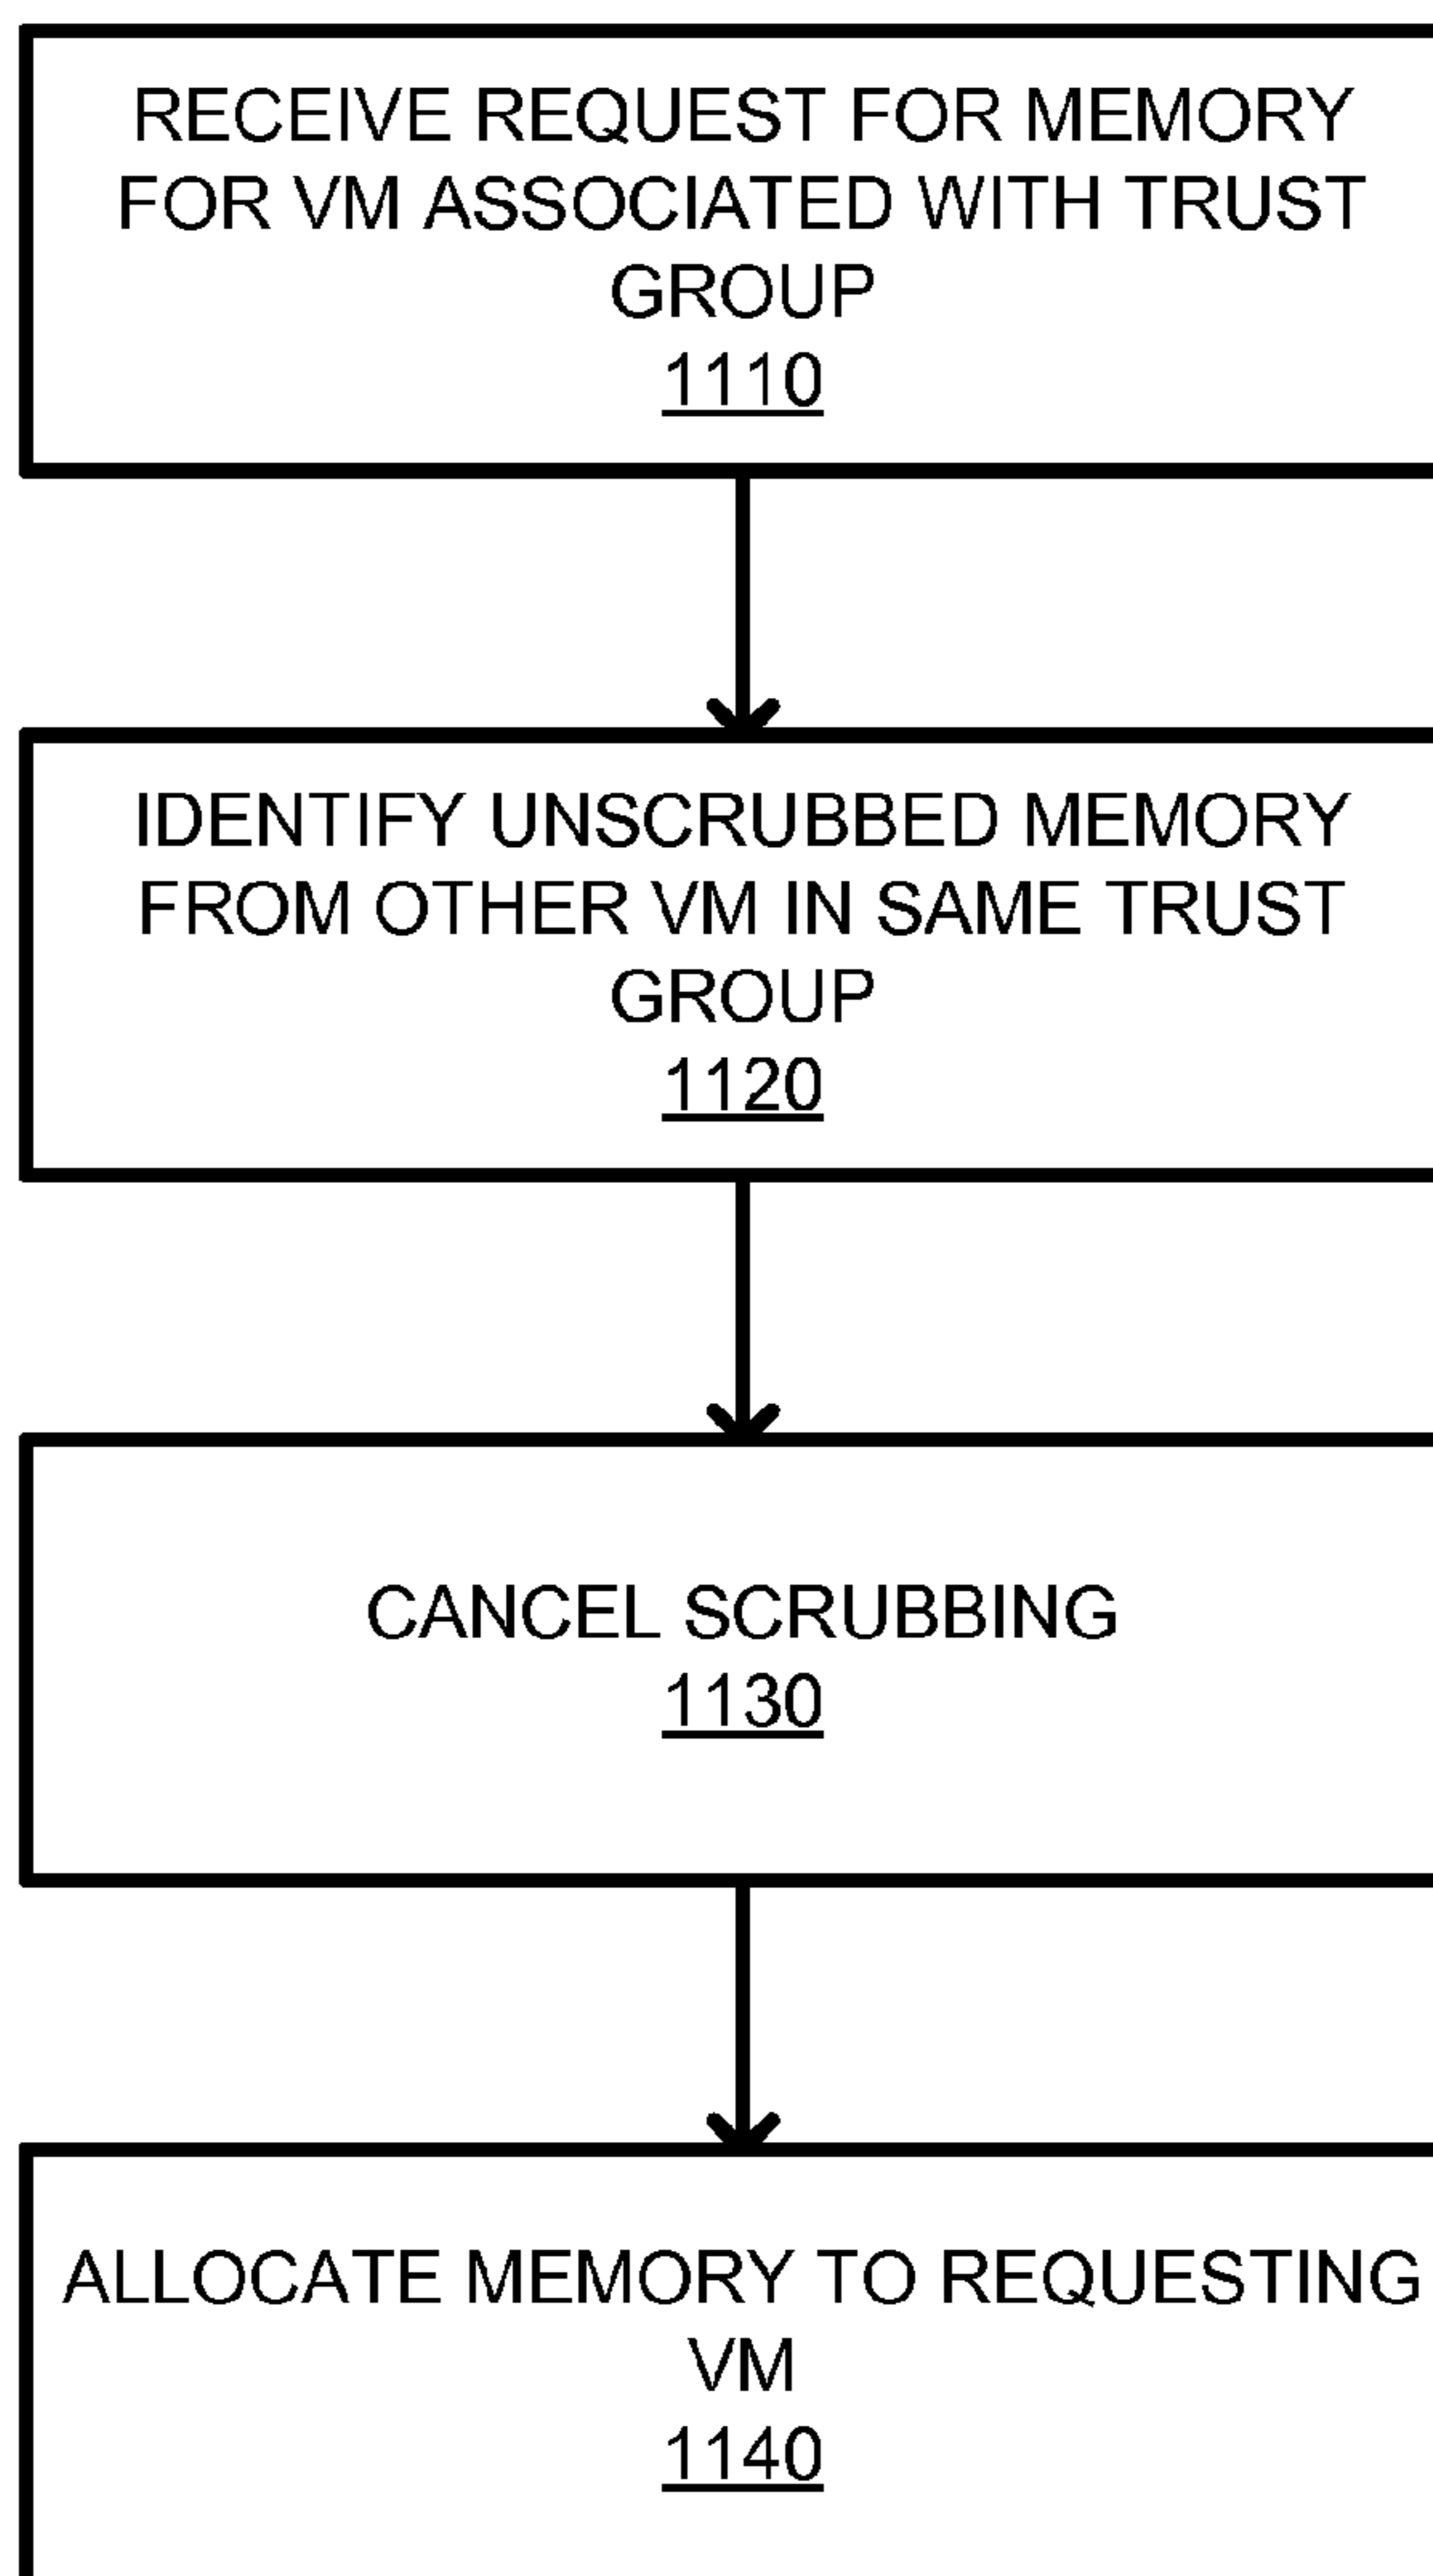 RECEIVE REQUEST FOR MEMORY
FOR VM ASSOCIATED WITH TRUST
GROUP
1110
IDENTIFY UNSCRUBBED MEMORY
FROM OTHER VM IN SAME TRUST
GROUP
1120
CANCEL SCRUBBING
1130
ALLOCATE MEMORY TO REQUESTING
VM
1140